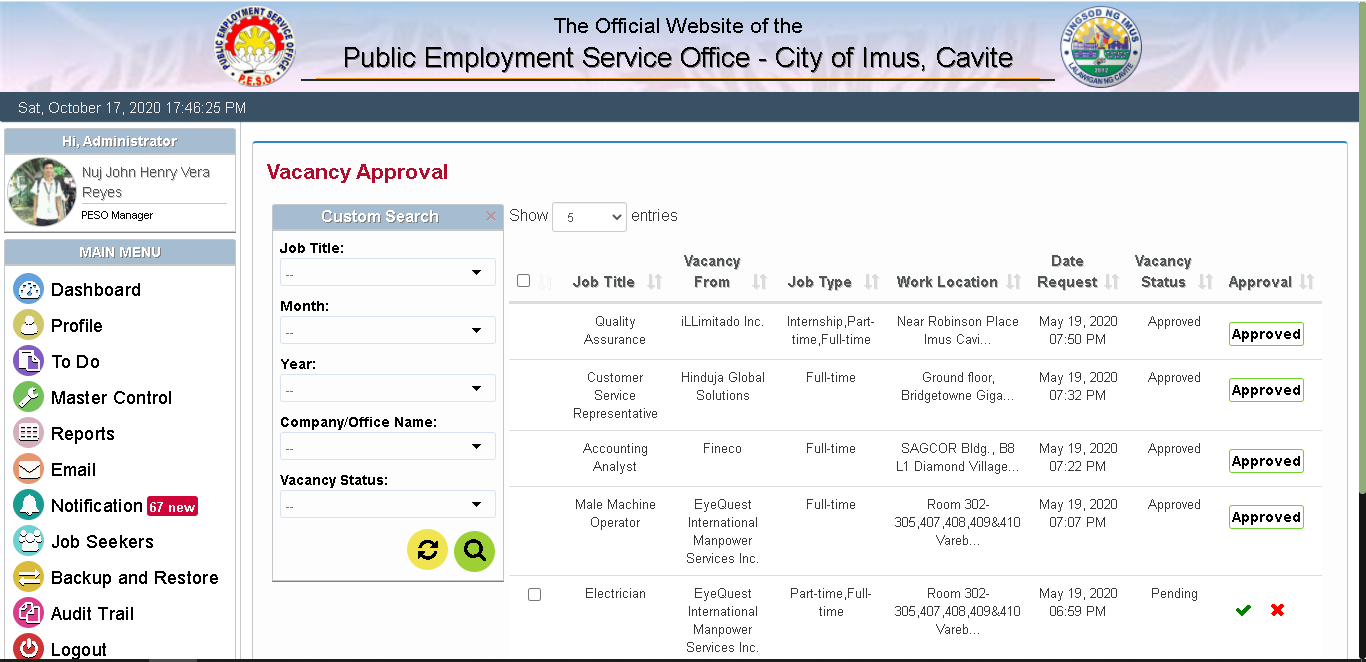 The Official Website of the
Public Employment Service Office - City of Imus, Cavite
PUBLIC EMPLOYMENT SERVICE OFFICE
P.E.S.O.
LUNGSOD NG IMUS
LALAWIGAN NG CAVITE
2012
Sat, October 17, 2020 17:46:25 PM
Hi, Administrator
Nuj John Henry Vera
Reyes
PESO Manager
MAIN MENU
Dashboard
Profile
To Do
Master Control
Reports
Email
Notification 67 new
Job Seekers
Backup and Restore
Audit Trail
Logout
Vacancy Approval
Custom Search
Job Title:
--
Month:
--
Year:
--
Company/Office Name:
--
Vacancy Status:
--
Show 5 entries
Job Title
Vacancy
From
Job Type
Work Location
Date
Request
Vacancy
Status
Approval
Quality
Assurance
iLLimitado Inc.
Internship,Part-
time,Full-time
Near Robinson Place
Imus Cavi...
May 19, 2020
07:50 PM
Approved
Approved
Customer
Service
Representative
Hinduja Global
Solutions
Full-time
Ground floor,
Bridgetowne Giga...
May 19, 2020
07:32 PM
Approved
Approved
Accounting
Analyst
Fineco
Full-time
SAGCOR Bldg., B8
L1 Diamond Village...
May 19, 2020
07:22 PM
Approved
Approved
Male Machine
Operator
EyeQuest
International
Manpower
Services Inc.
Full-time
Room 302-
305,407,408,409&410
Vareb...
May 19, 2020
07:07 PM
Approved
Approved
Electrician
EyeQuest
International
Manpower
Services Inc.
Part-time,Full-
time
Room 302-
305,407,408,409&410
Vareb...
May 19, 2020
06:59 PM
Pending